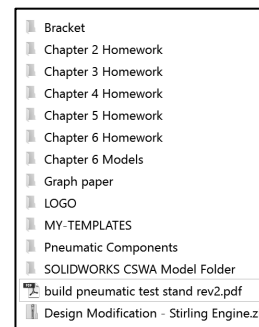 Bracket
Chapter 2 Homework
Chapter 3 Homework
Chapter 4 Homework
Chapter 5 Homework
Chapter 6 Homework
Chapter 6 Models
Graph paper
LOGO
MY-TEMPLATES
Pneumatic Components
SOLIDWORKS CSWA Model Folder
build pneumatic test stand rev2.pdf
Design Modification - Stirling Engine.z